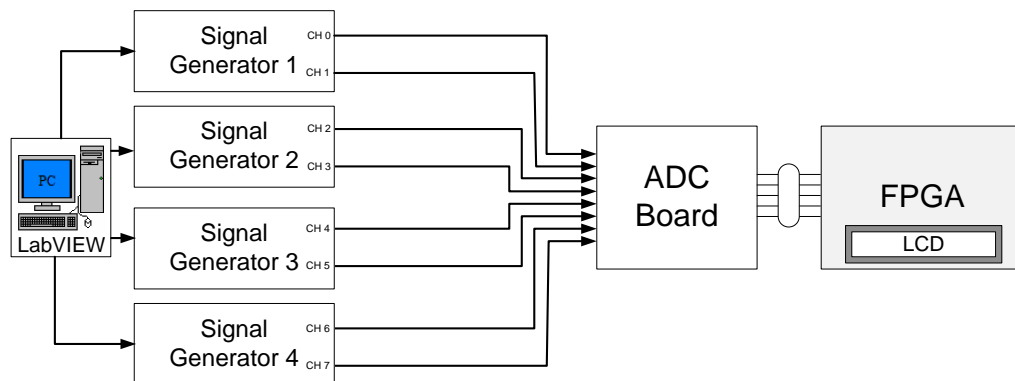 Signal
Generator 1
CH 0
CH 1
Signal
Generator 2
CH 2
CH 3
PC
LabVIEW
Signal
Generator 3
CH 4
CH 5
Signal
Generator 4
CH 6
CH 7
ADC
Board
FPGA
LCD